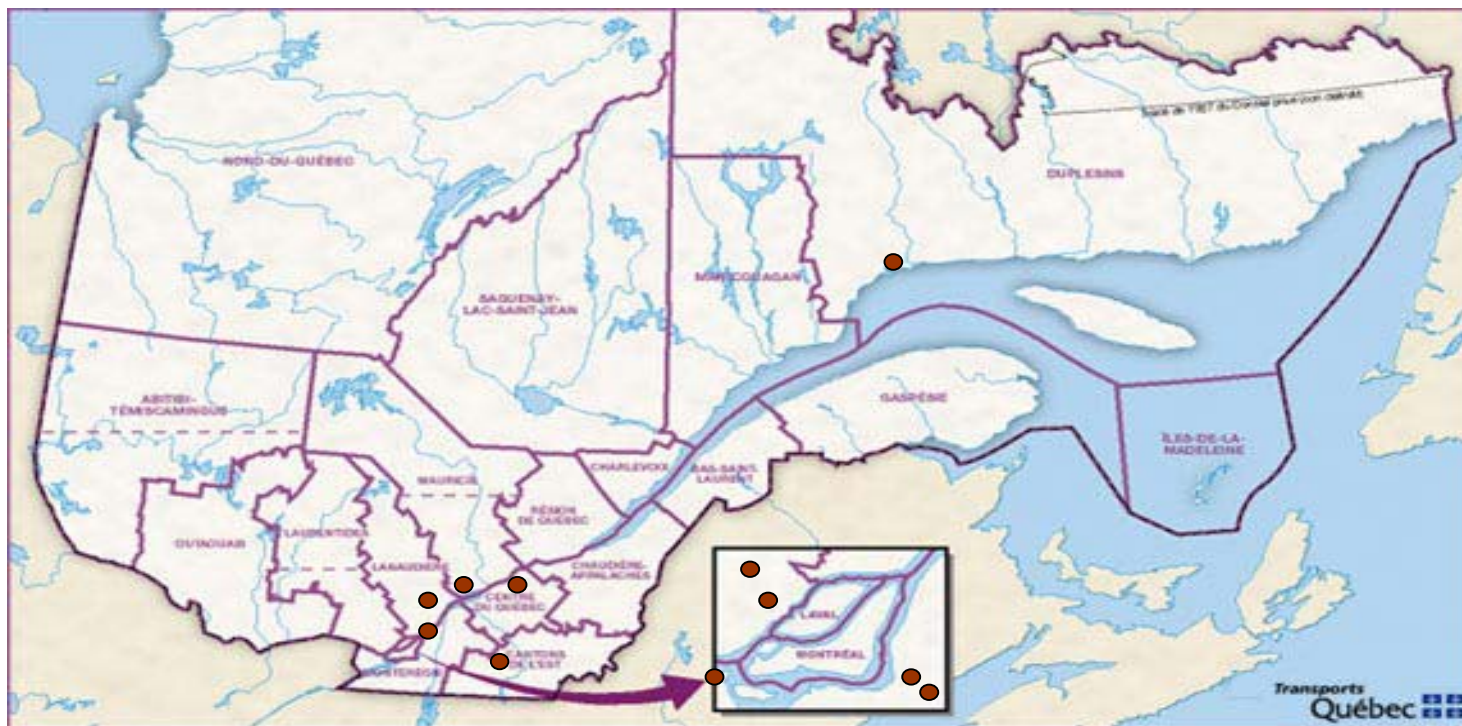 NORD-DU-QUÉBEC
DUPLESSIS
MANICOUAGAN
SAGUENAY-
LAC-SAINT-JEAN
ABITIBI-
TÉMISCAMINGUE
GASPÉSIE
ÎLES-DE-LA-
MADELEINE
CHARLEVOIX
BAS-SAINT-
LAURENT
MAURICIE
RÉGION
DE QUÉBEC
OUTAOUAIS
LAURENTIDES
LANAUDIÈRE
CHAUDIÈRE-
APPALACHES
CENTRE
DU QUÉBEC
CANTONS
DE L'EST
MONTÉRÉGIE
LAVAL
MONTRÉAL
Transports
Québec